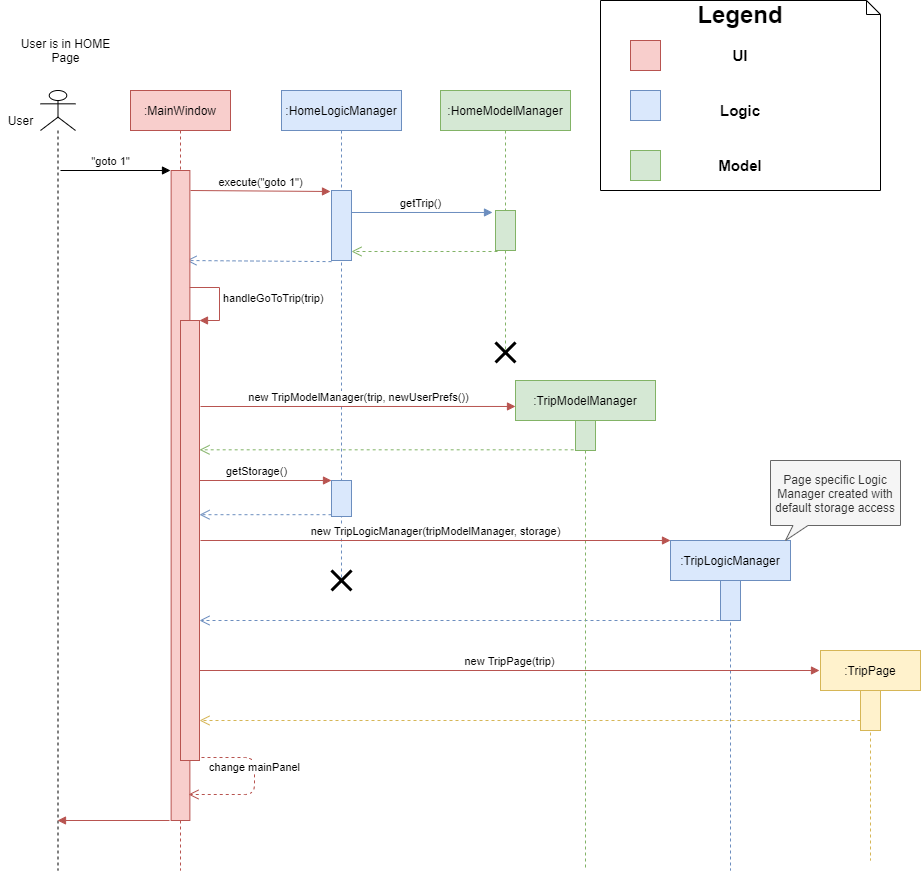 Legend
UI
Logic
Model
User is in HOME
Page
User
:MainWindow
:HomeLogicManager
:HomeModelManager
"goto 1"
execute("goto 1")
getTrip()
handleGoToTrip(trip)
new TripModelManager(trip, newUserPrefs())
:TripModelManager
getStorage()
Page specific Logic
Manager created with
default storage access
new TripLogicManager(tripModelManager, storage)
:TripLogicManager
new TripPage(trip)
:TripPage
change mainPanel